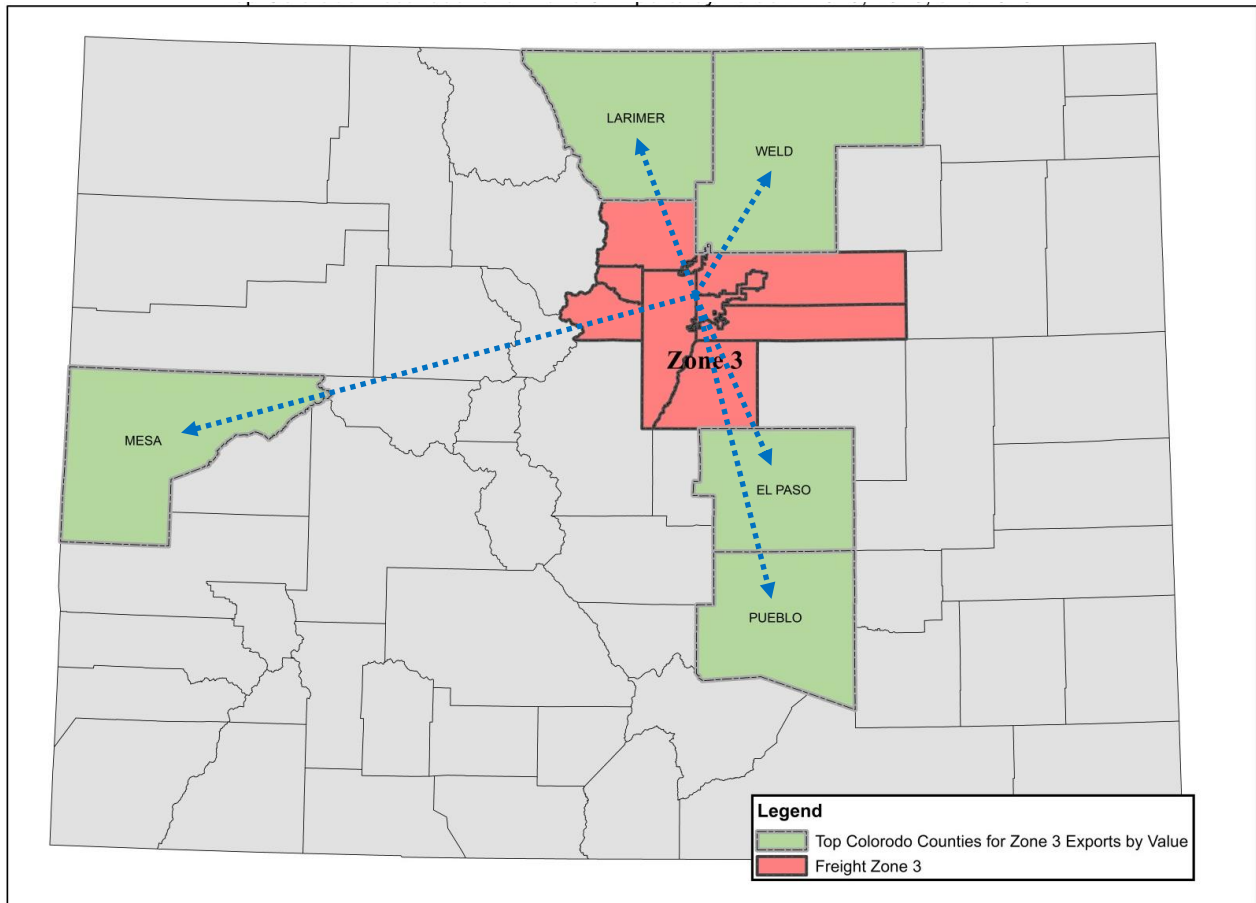 LARIMER
WELD
Zone 3
MESA
EL PASO
PUEBLO
Legend
Top Colorodo Counties for Zone 3 Exports by Value
Freight Zone 3